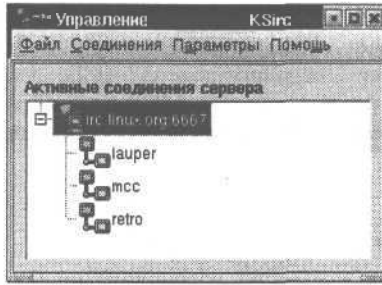 Управление KSirc
Файл Соединения Параметры Помощь
Активные соединения сервера
irc.linux.org:6667
lauper
mcc
retro